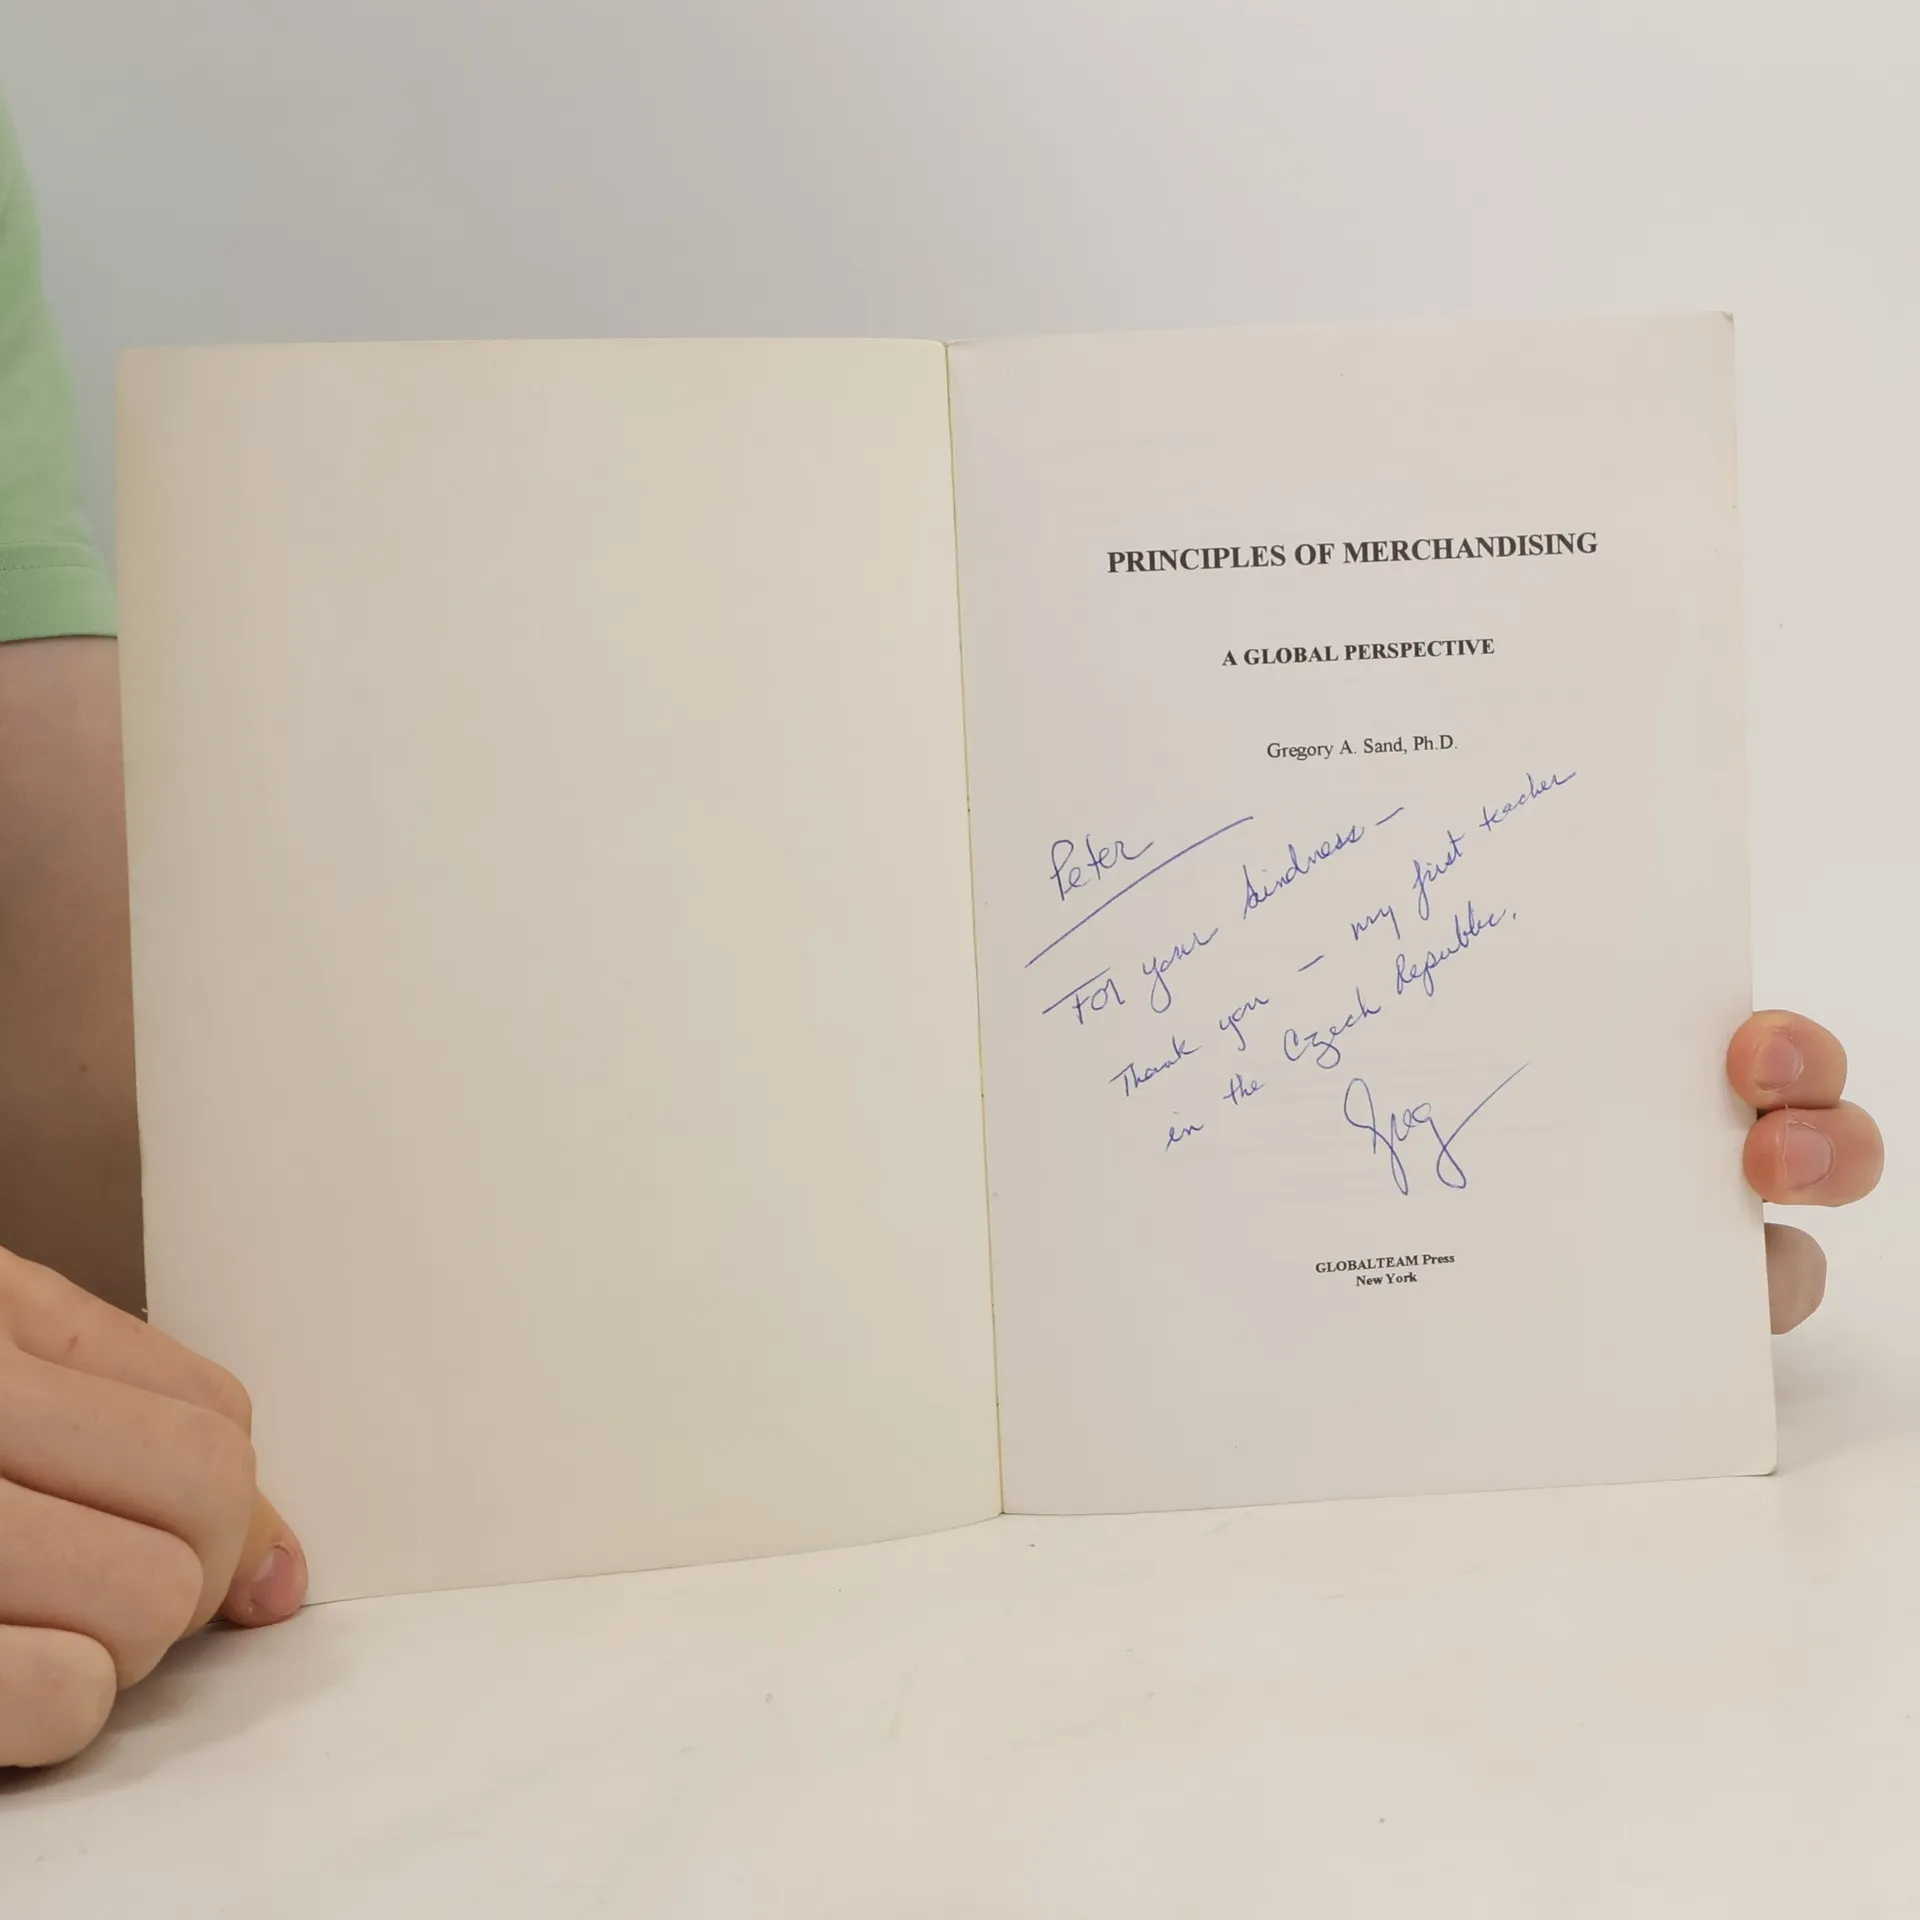 PRINCIPLES OF MERCHANDISING
A GLOBAL PERSPECTIVE
Gregory A. Sand, Ph.D.
Peter
For your kindness —
Thank you — my first teacher
in the Czech Republic.
Greg
GLOBALTEAM Press
New York